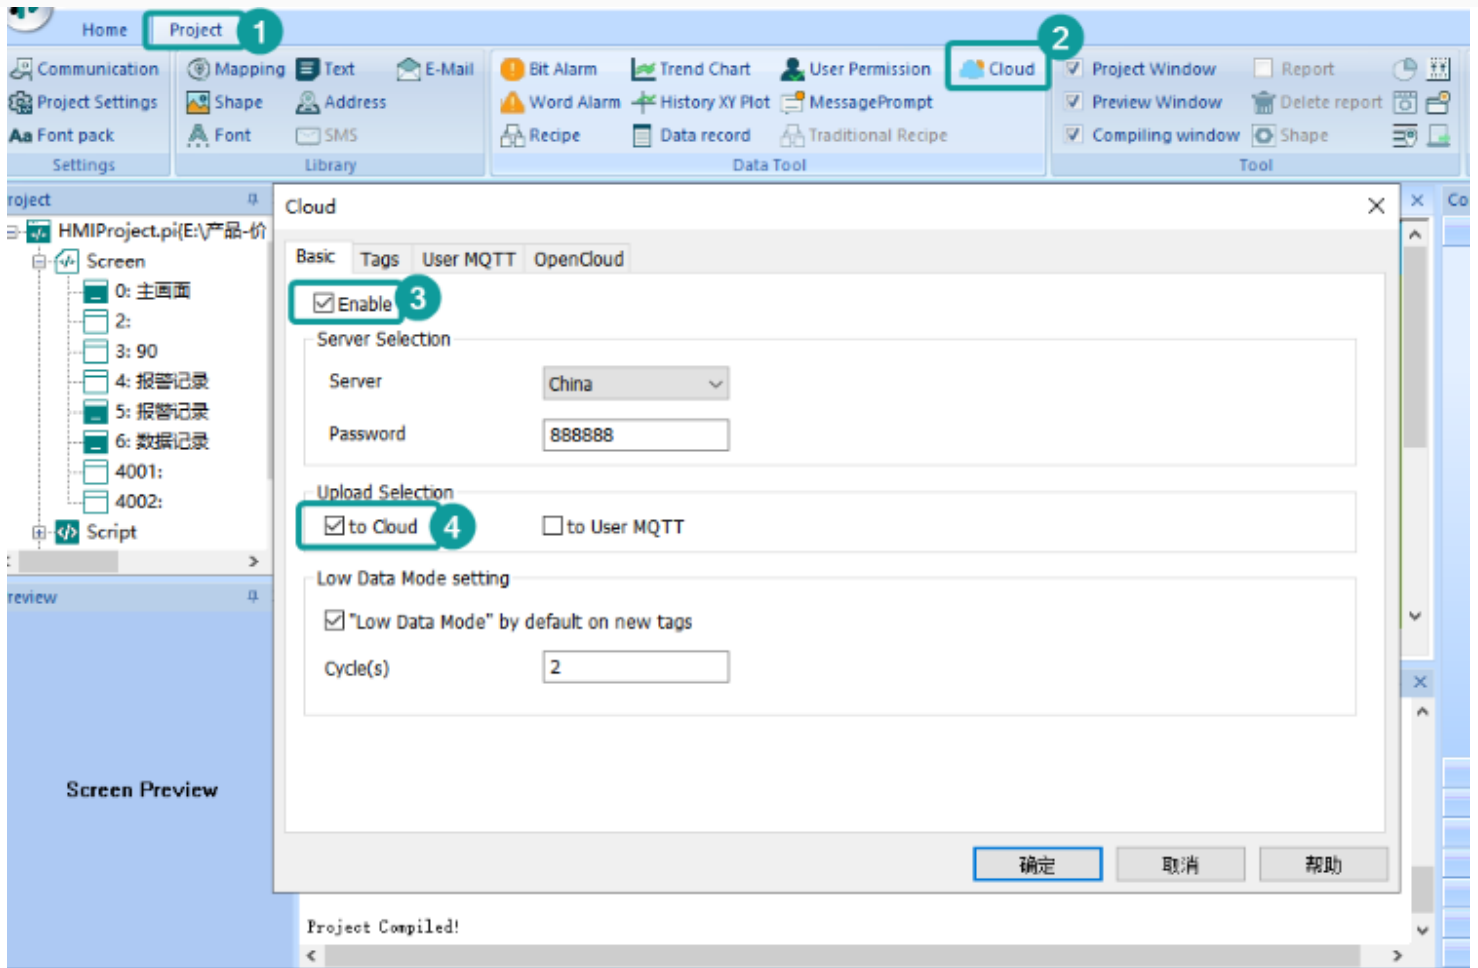 Home Project 1
2
Communication Mapping Text E-Mail Bit Alarm Trend Chart User Permission Cloud Project Window Report
Project Settings Shape Address Word Alarm History XY Plot MessagePrompt Preview Window Delete report
Aa Font pack Font SMS Recipe Data record Traditional Recipe Compiling window Shape
Settings Library Data Tool Tool
roject
HMIProject.pi(E:\产品-价
Screen
0: 主画面
2:
3: 90
4: 报警记录
5: 报警记录
6: 数据记录
4001:
4002:
Script
review
Screen Preview
Cloud
Co
Basic Tags User MQTT OpenCloud
Enable 3
Server Selection
Server China
Password 888888
Upload Selection
to Cloud 4 to User MQTT
Low Data Mode setting
"Low Data Mode" by default on new tags
Cycle(s) 2
确定 取消 帮助
Project Compiled!